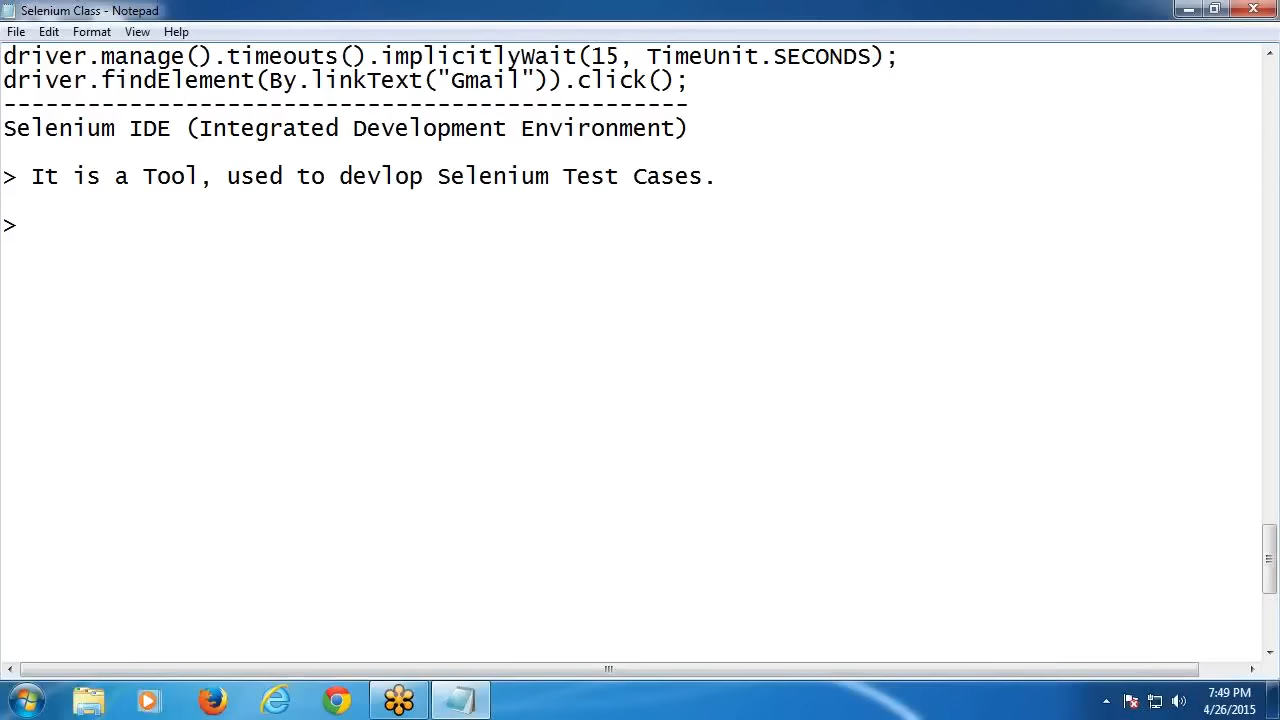 Selenium Class - Notepad
File Edit Format View Help
driver.manage().timeouts().implicitlyWait(15, TimeUnit.SECONDS);
driver.findElement(By.linkText("Gmail")).click();
-------------------------------------------------
Selenium IDE (Integrated Development Environment)
> It is a Tool, used to devlop Selenium Test Cases.
>
7:49 PM
4/26/2015